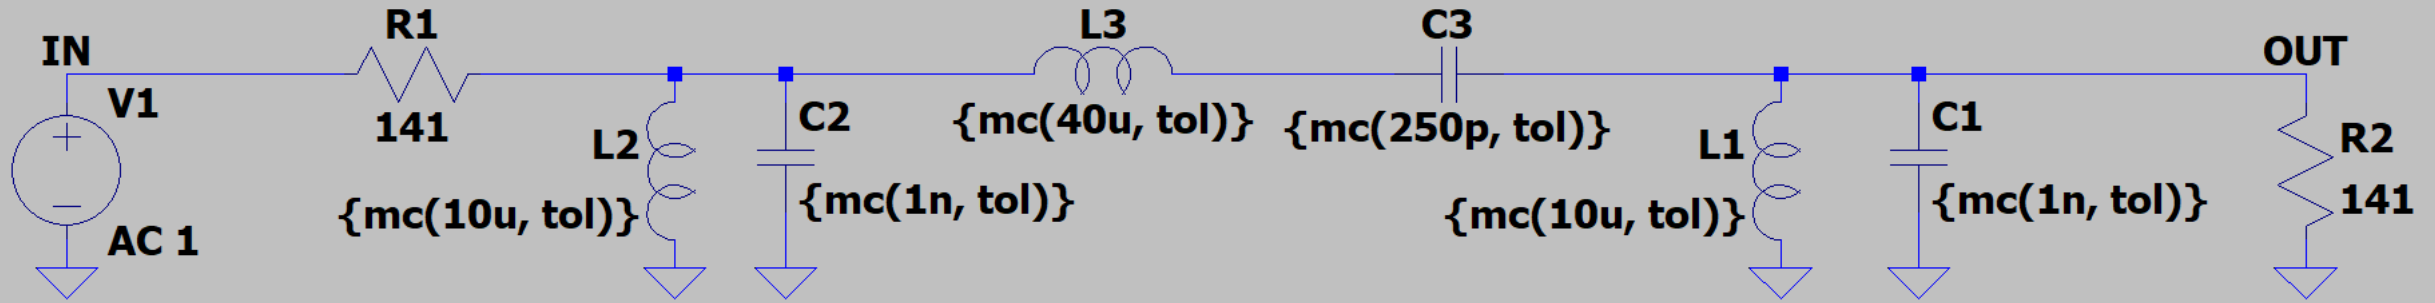 IN
R1
141
V1
AC 1
L2
{mc(10u, tol)}
C2
{mc(1n, tol)}
L3
{mc(40u, tol)}
C3
{mc(250p, tol)}
L1
{mc(10u, tol)}
C1
{mc(1n, tol)}
OUT
R2
141